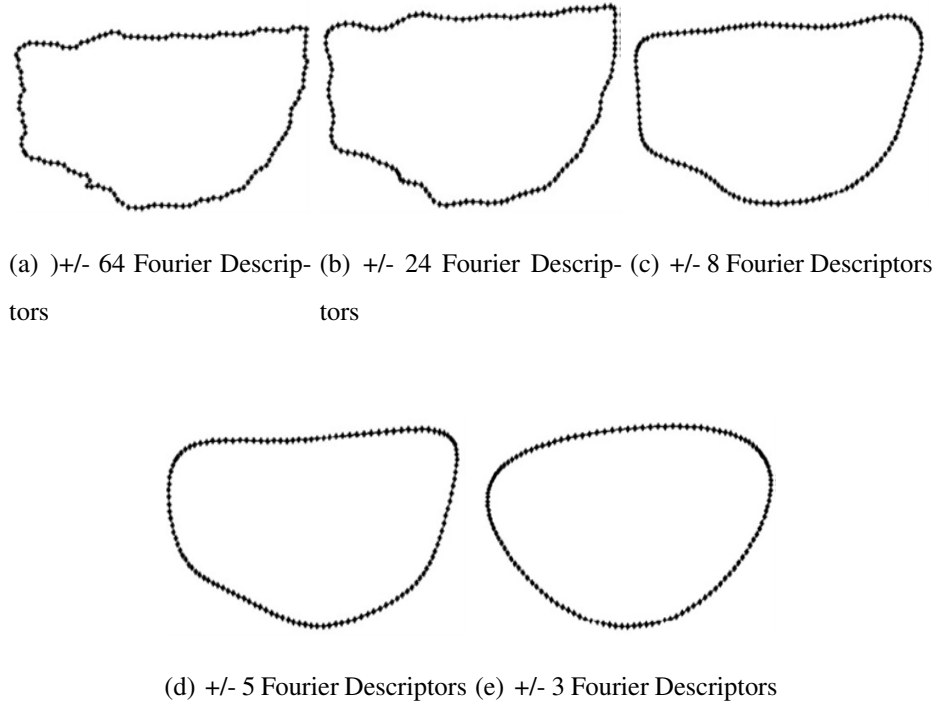 (a) )+/- 64 Fourier Descrip- (b) +/- 24 Fourier Descrip- (c) +/- 8 Fourier Descriptors
tors tors
(d) +/- 5 Fourier Descriptors (e) +/- 3 Fourier Descriptors